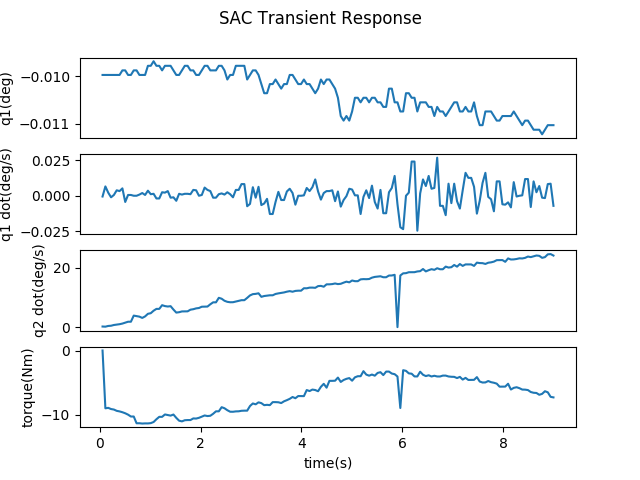 SAC Transient Response
q1(deg)
−0.010
−0.011
q1 dot(deg/s)
0.025
0.000
−0.025
q2 dot(deg/s)
20
0
torque(Nm)
0
−10
0
2
4
6
8
time(s)